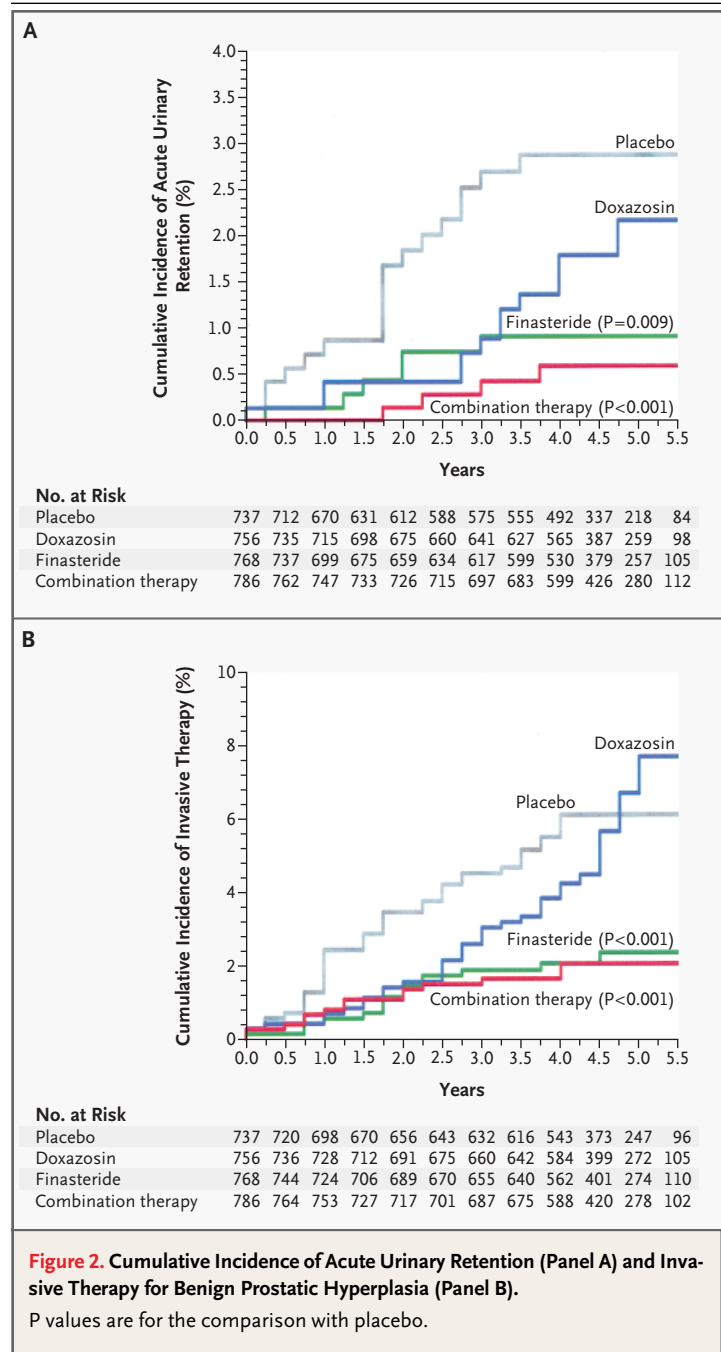 A
Cumulative Incidence of Acute Urinary
Retention (%)
4.0
3.5
3.0
2.5
2.0
1.5
1.0
0.5
0.0
Placebo
Doxazosin
Finasteride (P=0.009)
Combination therapy (P<0.001)
0.0 0.5 1.0 1.5 2.0 2.5 3.0 3.5 4.0 4.5 5.0 5.5
Years
No. at Risk
Placebo 737 712 670 631 612 588 575 555 492 337 218 84
Doxazosin 756 735 715 698 675 660 641 627 565 387 259 98
Finasteride 768 737 699 675 659 634 617 599 530 379 257 105
Combination therapy 786 762 747 733 726 715 697 683 599 426 280 112
B
Cumulative Incidence of Invasive Therapy (%)
10
8
6
4
2
0
Doxazosin
Placebo
Finasteride (P<0.001)
Combination therapy (P<0.001)
0.0 0.5 1.0 1.5 2.0 2.5 3.0 3.5 4.0 4.5 5.0 5.5
Years
No. at Risk
Placebo 737 720 698 670 656 643 632 616 543 373 247 96
Doxazosin 756 736 728 712 691 675 660 642 584 399 272 105
Finasteride 768 744 724 706 689 670 655 640 562 401 274 110
Combination therapy 786 764 753 727 717 701 687 675 588 420 278 102
Figure 2. Cumulative Incidence of Acute Urinary Retention (Panel A) and Inva-
sive Therapy for Benign Prostatic Hyperplasia (Panel B).
P values are for the comparison with placebo.